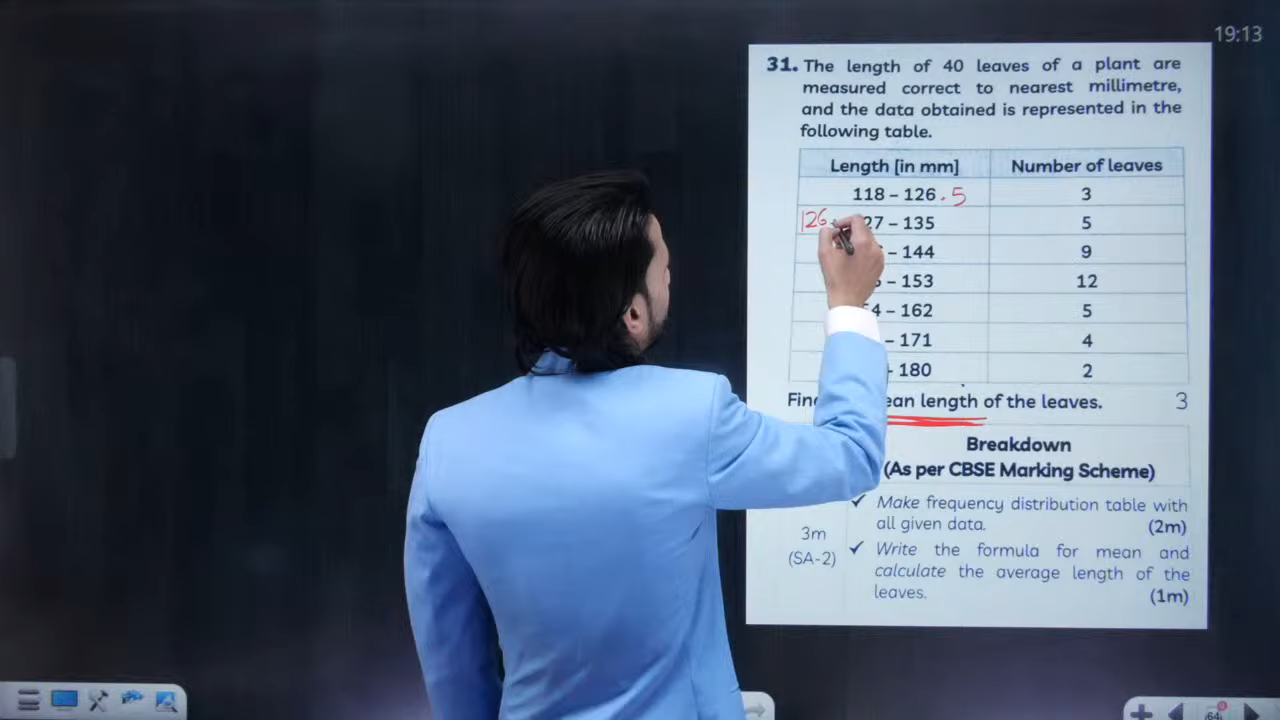 19:13
31. The length of 40 leaves of a plant are
measured correct to nearest millimetre,
and the data obtained is represented in the
following table.
Length [in mm] Number of leaves
118 – 126 .5 3
126 27 – 135 5
– 144 9
– 153 12
4 – 162 5
– 171 4
180 2
Fin ean length of the leaves. 3
Breakdown
(As per CBSE Marking Scheme)
3m
(SA-2)
✓ Make frequency distribution table with
all given data. (2m)
✓ Write the formula for mean and
calculate the average length of the
leaves. (1m)
64